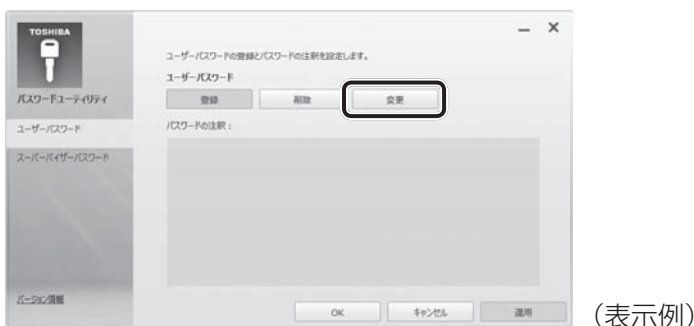 TOSHIBA
パスワードユーティリティ
ユーザーパスワード
スーパーバイザーパスワード
バージョン情報
ユーザーパスワードの登録とパスワードの注釈を設定します。
ユーザーパスワード
登録 削除 変更
パスワードの注釈：
OK キャンセル 適用
（表示例）